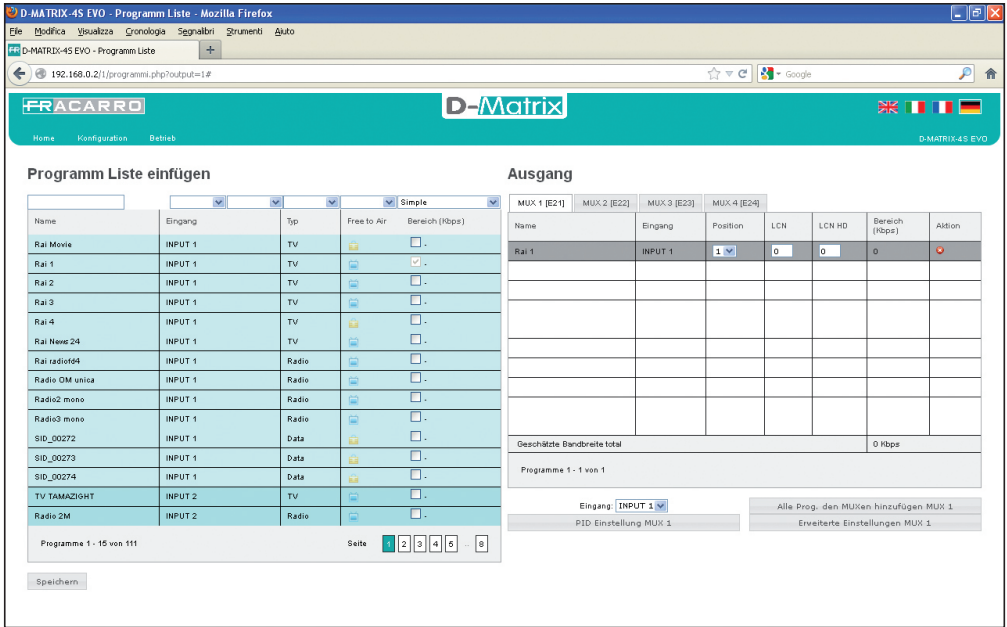 D-MATRIX-4S EVO - Programm Liste - Mozilla Firefox
File Modifica Visualizza Cronologia Segnalibri Strumenti Aiuto
FR D-MATRIX-4S EVO - Programm Liste +
192.168.0.2/1/programmi.php?output=1# Google
FRACARRO D-Matrix
Home Konfiguration Betrieb D-MATRIX-4S EVO
Programm Liste einfügen
Simple
Name Eingang Typ Free to Air Bereich (Kbps)
Rai Movie INPUT 1 TV -
Rai 1 INPUT 1 TV -
Rai 2 INPUT 1 TV -
Rai 3 INPUT 1 TV -
Rai 4 INPUT 1 TV -
Rai News 24 INPUT 1 TV -
Rai radiofd4 INPUT 1 Radio -
Radio OM unica INPUT 1 Radio -
Radio2 mono INPUT 1 Radio -
Radio3 mono INPUT 1 Radio -
SID_00272 INPUT 1 Data -
SID_00273 INPUT 1 Data -
SID_00274 INPUT 1 Data -
TV TAMAZIGHT INPUT 2 TV -
Radio 2M INPUT 2 Radio -
Programme 1 - 15 von 111 Seite 1 2 3 4 5 ... 8
Speichern
Ausgang
MUX 1 [E21] MUX 2 [E22] MUX 3 [E23] MUX 4 [E24]
Name Eingang Position LCN LCN HD Bereich (Kbps) Aktion
Rai 1 INPUT 1 1 0 0 0
Geschätzte Bandbreite total 0 Kbps
Programme 1 - 1 von 1
Eingang: INPUT 1 Alle Prog. den MUXen hinzufügen MUX 1
PID Einstellung MUX 1 Erweiterte Einstellungen MUX 1